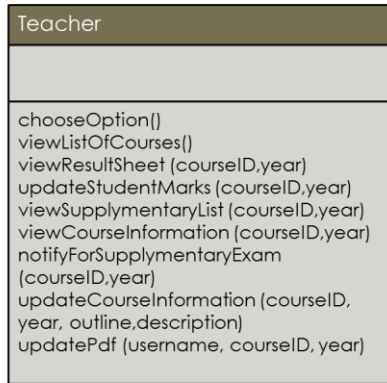 Teacher
chooseOption()
viewListOfCourses()
viewResultSheet (courseID,year)
updateStudentMarks (courseID,year)
viewSupplymentaryList (courseID,year)
viewCourseInformation (courseID,year)
notifyForSupplymentaryExam
(courseID,year)
updateCourseInformation (courseID,
year, outline,description)
updatePdf (username, courseID, year)